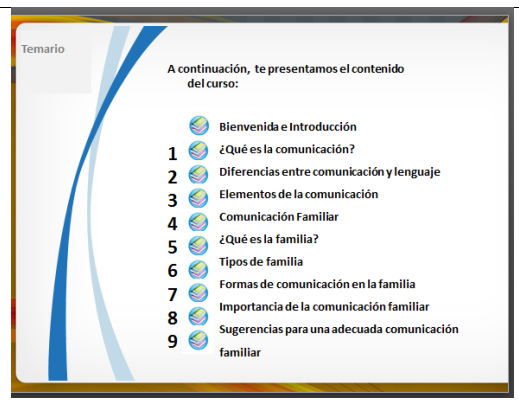 Temario
A continuación, te presentamos el contenido
del curso:
Bienvenida e Introducción
1 ¿Qué es la comunicación?
2 Diferencias entre comunicación y lenguaje
3 Elementos de la comunicación
4 Comunicación Familiar
5 ¿Qué es la familia?
6 Tipos de familia
7 Formas de comunicación en la familia
8 Importancia de la comunicación familiar
9 Sugerencias para una adecuada comunicación
familiar